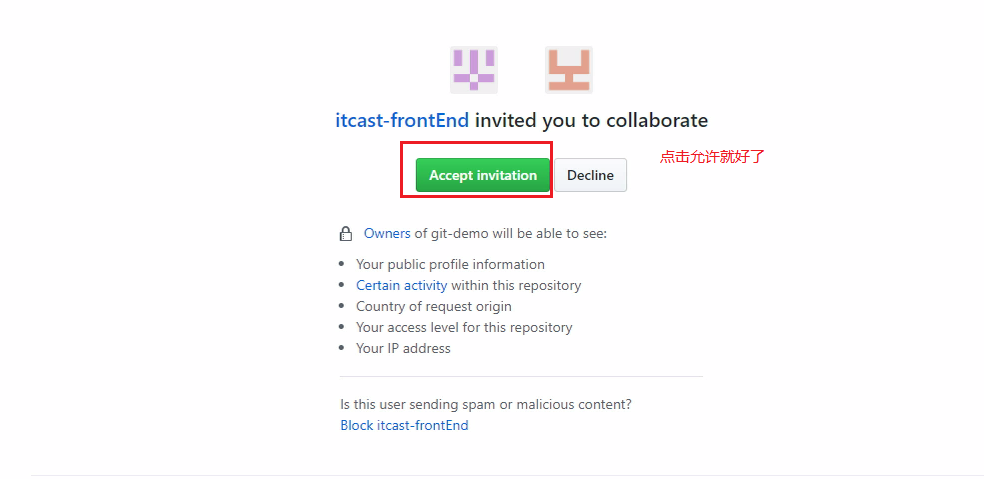 itcast-frontEnd invited you to collaborate
点击允许就好了
Accept invitation
Decline
Owners of git-demo will be able to see:
Your public profile information
Certain activity within this repository
Country of request origin
Your access level for this repository
Your IP address
Is this user sending spam or malicious content?
Block itcast-frontEnd